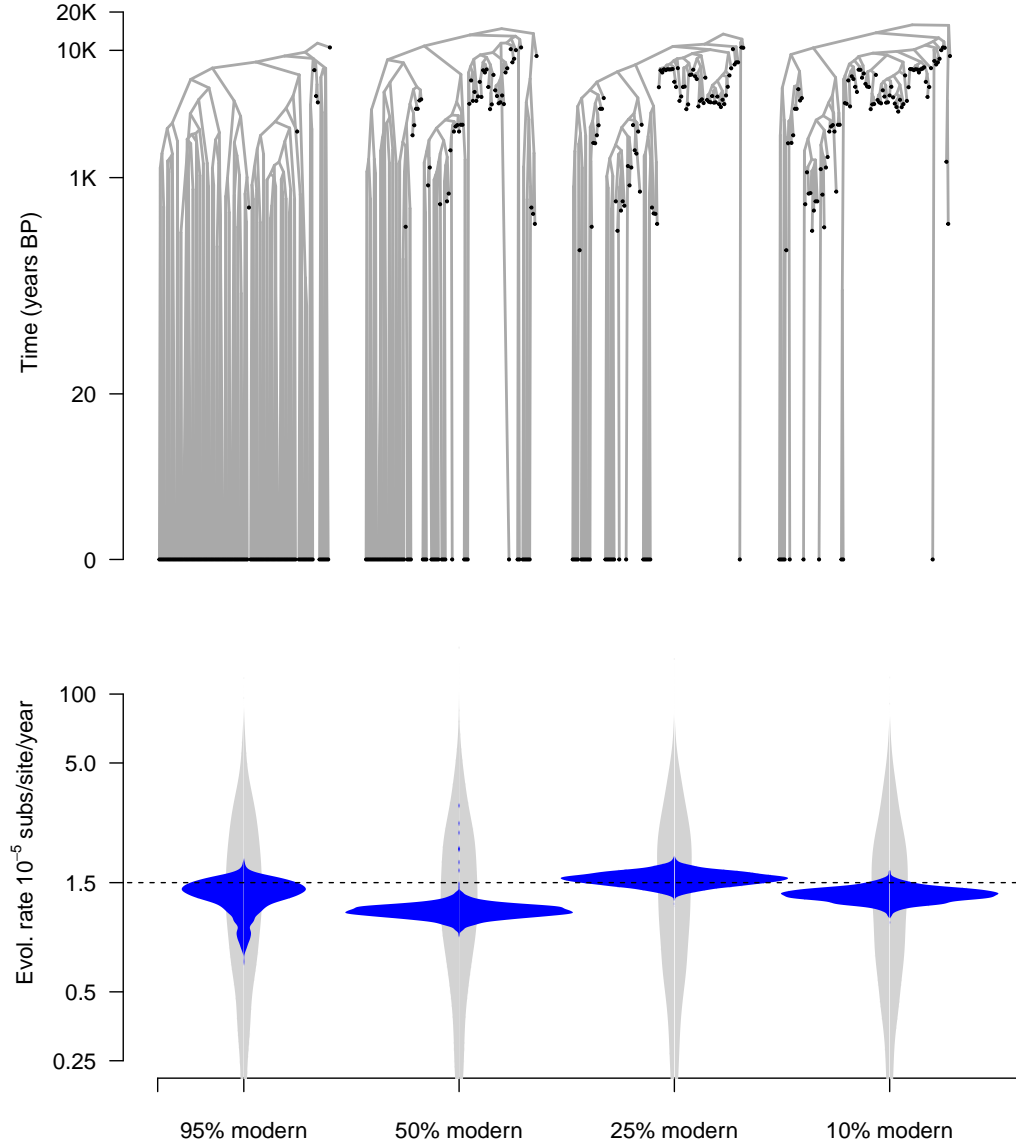 20K
10K
1K
20
0
Time (years BP)
100
5.0
1.5
0.5
0.25
Evol. rate 10⁻⁵ subs/site/year
95% modern
50% modern
25% modern
10% modern